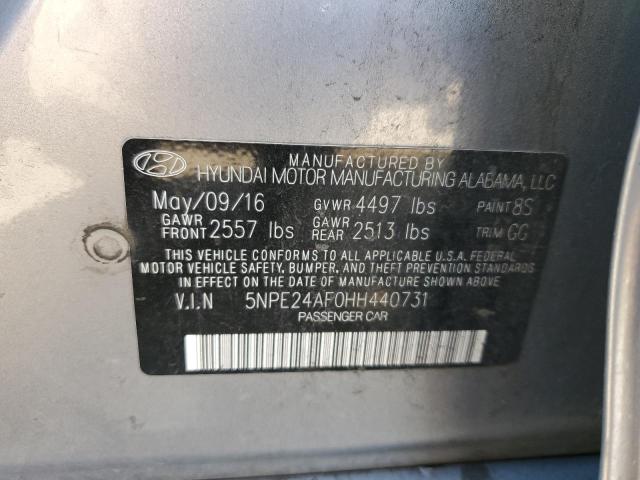 MANUFACTURED BY
HYUNDAI MOTOR MANUFACTURING ALABAMA, LLC
May/09/16 GVWR 4497 lbs PAINT 8S
GAWR FRONT 2557 lbs GAWR REAR 2513 lbs TRIM GG
THIS VEHICLE CONFORMS TO ALL APPLICABLE U.S.A. FEDERAL
MOTOR VEHICLE SAFETY, BUMPER, AND THEFT PREVENTION
STANDARDS IN EFFECT ON THE DATE OF MANUFACTURE SHOWN ABOVE.
V.I.N 5NPE24AF0HH440731
PASSENGER CAR